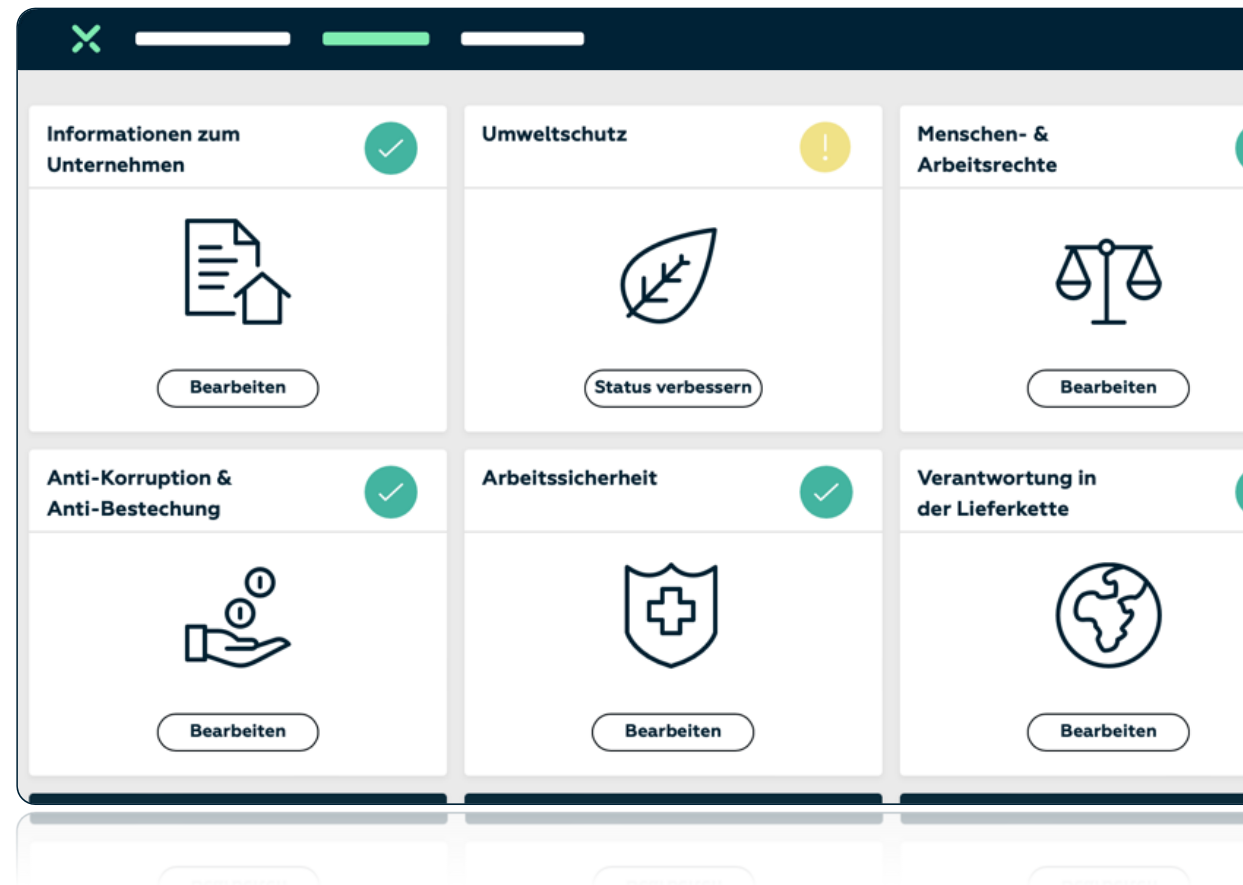 Informationen zum
Unternehmen
Umweltschutz
Menschen- &
Arbeitsrechte
Bearbeiten
Status verbessern
Bearbeiten
Anti-Korruption &
Anti-Bestechung
Arbeitssicherheit
Verantwortung in
der Lieferkette
Bearbeiten
Bearbeiten
Bearbeiten